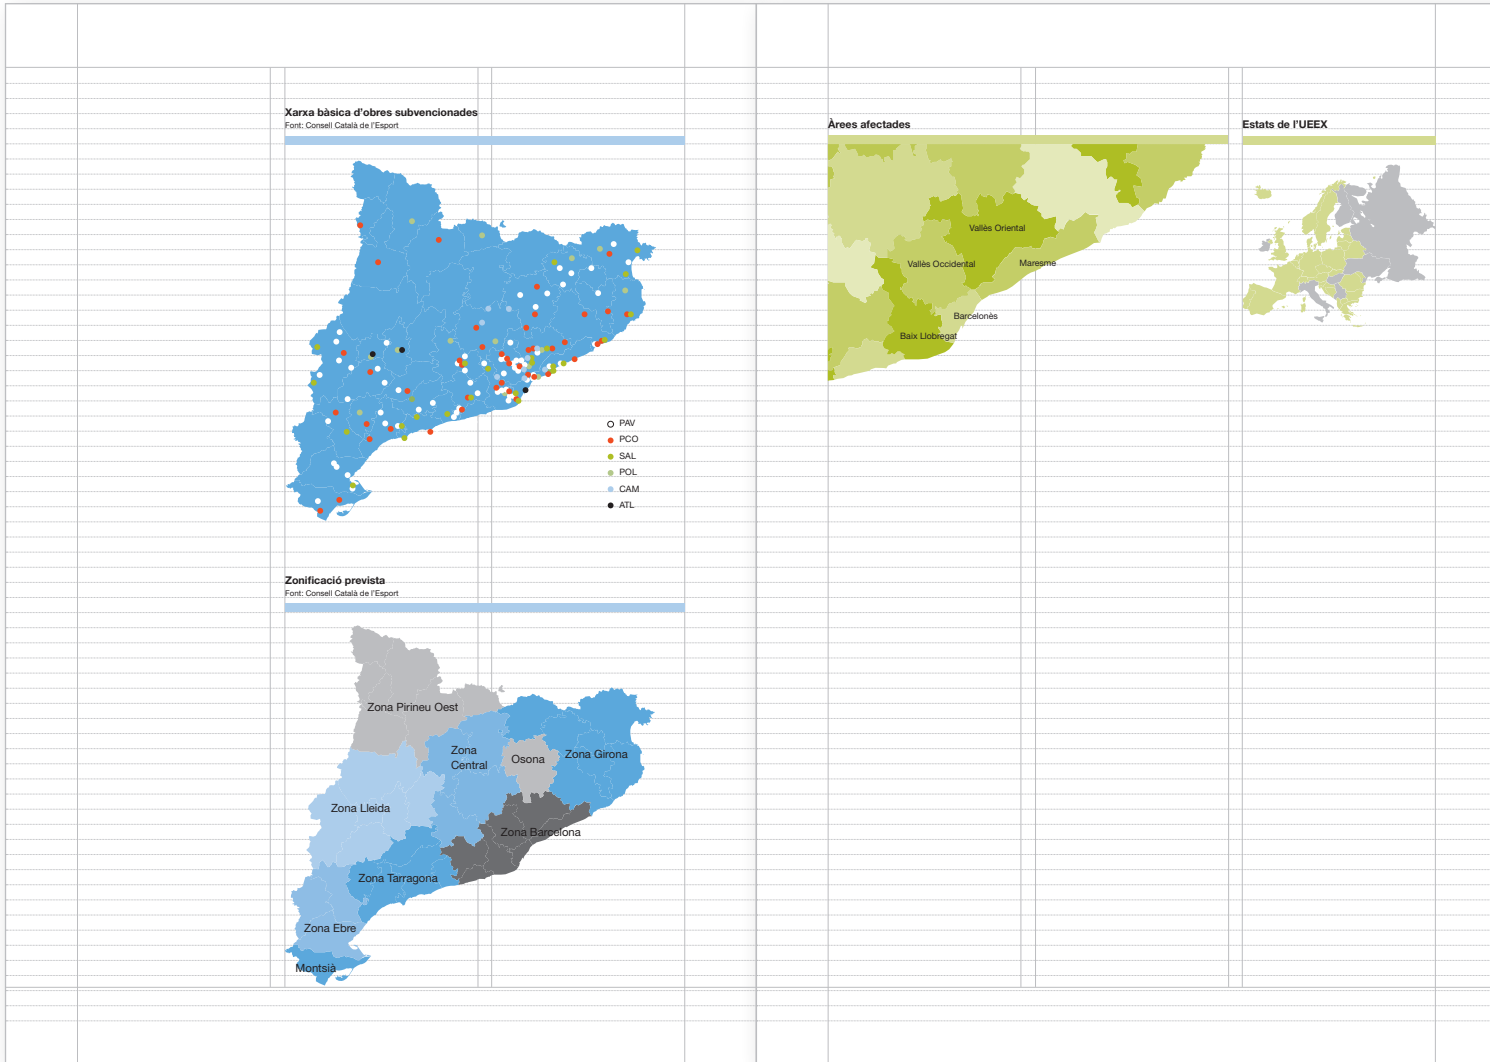 Xarxa bàsica d'obres subvencionades
Font: Consell Català de l'Esport
PAV
PCO
SAL
POL
CAM
ATL
Zonificació prevista
Font: Consell Català de l'Esport
Zona Pirineu Oest
Zona
Central
Osona
Zona Girona
Zona Lleida
Zona Barcelona
Zona Tarragona
Zona Ebre
Montsià
Àrees afectades
Vallès Oriental
Vallès Occidental
Maresme
Barcelonès
Baix Llobregat
Estats de l'UEEX